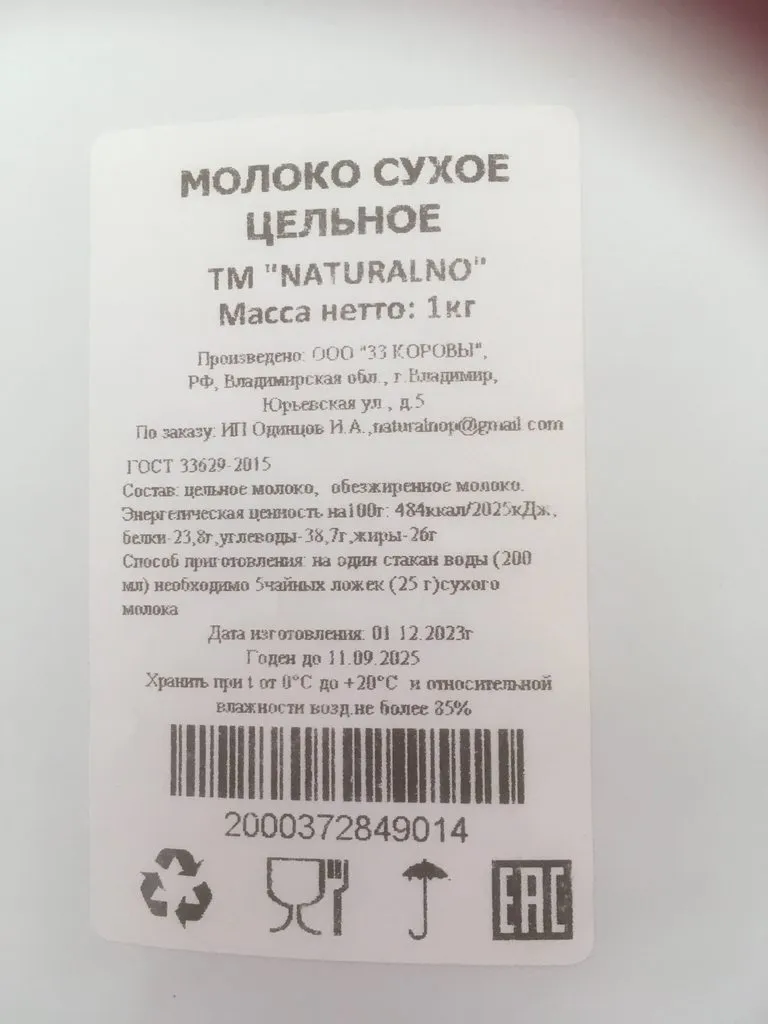 МОЛОКО СУХОЕ
ЦЕЛЬНОЕ
ТМ "NATURALNO"
Масса нетто: 1кг
Произведено: ООО "33 КОРОВЫ",
РФ, Владимирская обл., г.Владимир,
Юрьевская ул., д.5
По заказу: ИП Одинцов И.А.,naturalnop@gmail com
ГОСТ 33629-2015
Состав: цельное молоко, обезжиренное молоко.
Энергетическая ценность на100г: 484ккал/2025кДж,
белки-23,8г,углеводы-38,7г,жиры-26г
Способ приготовления: на один стакан воды (200
мл) необходимо 5чайных ложек (25 г)сухого
молока
Дата изготовления: 01 12.2023г
Годен до 11.09.2025
Хранить при t от 0°C до +20°C и относительной
влажности возд.не более 85%
2000372849014
EAC